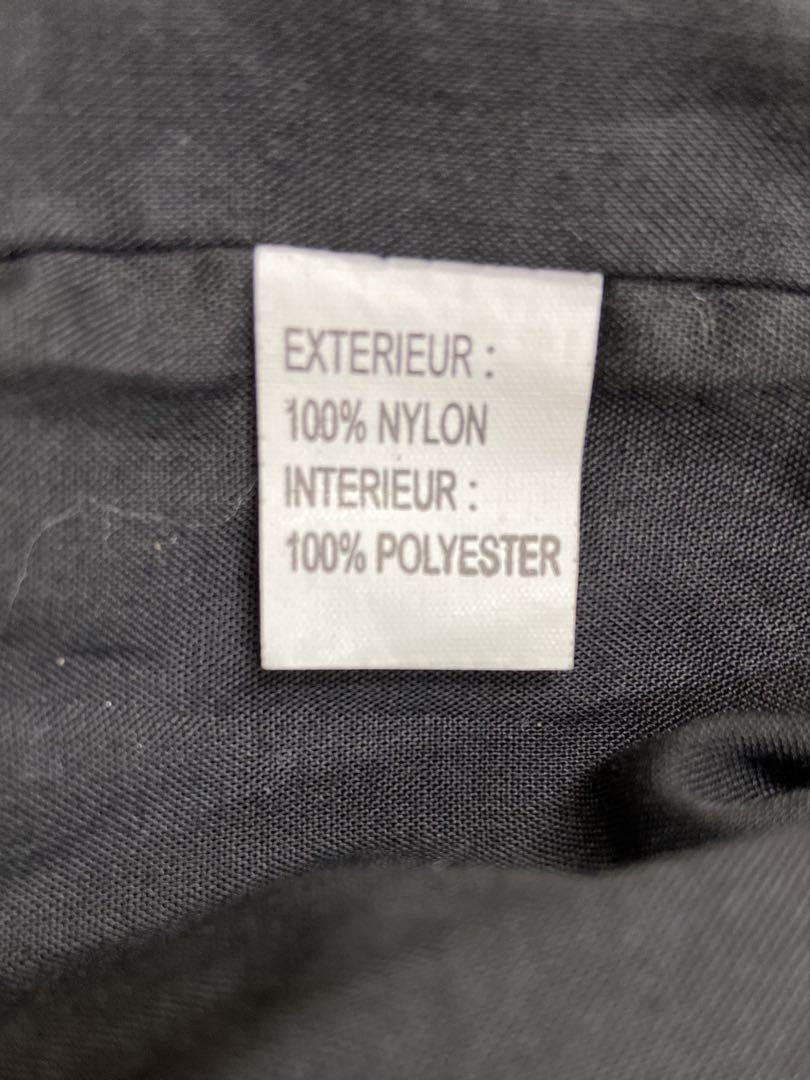 EXTERIEUR :
100% NYLON
INTERIEUR :
100% POLYESTER